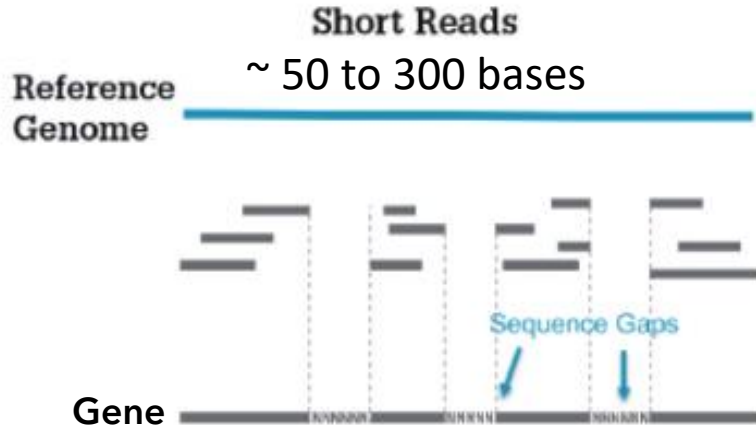 Short Reads
~ 50 to 300 bases
Reference
Genome
Sequence Gaps
Gene